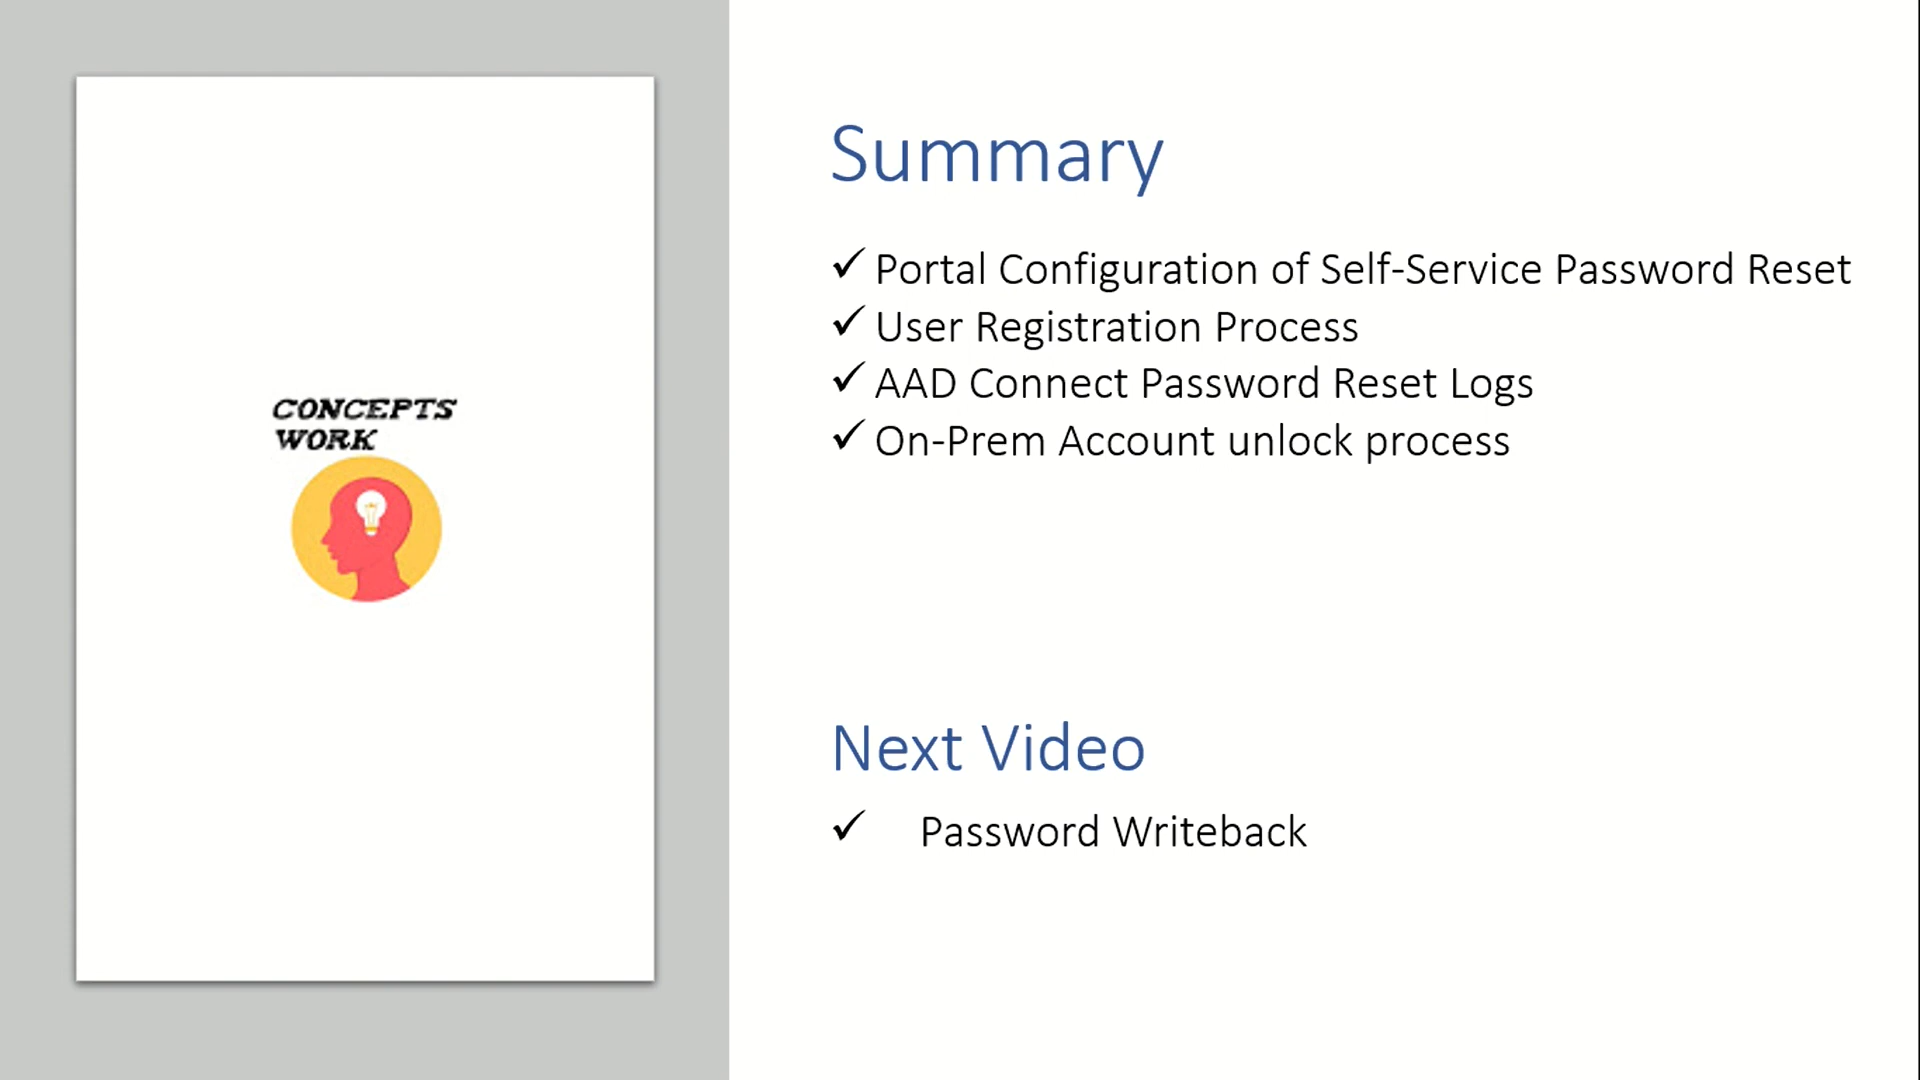 CONCEPTS
WORK
Summary
✓ Portal Configuration of Self-Service Password Reset
✓ User Registration Process
✓ AAD Connect Password Reset Logs
✓ On-Prem Account unlock process
Next Video
✓ Password Writeback